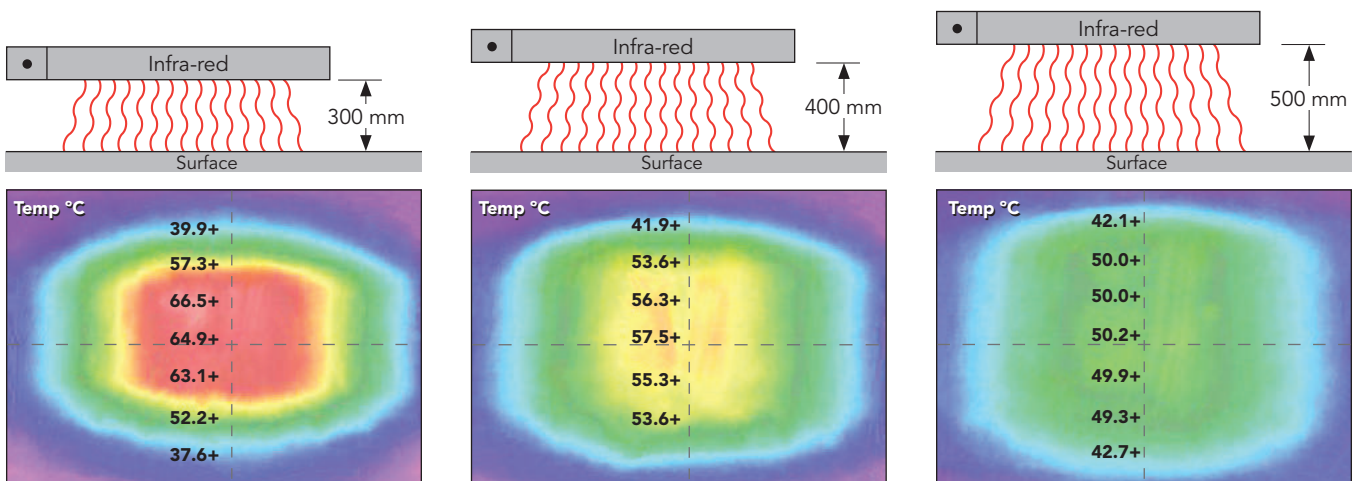 Infra-red
300 mm
Surface
Temp °C
39.9+
57.3+
66.5+
64.9+
63.1+
52.2+
37.6+
Infra-red
400 mm
Surface
Temp °C
41.9+
53.6+
56.3+
57.5+
55.3+
53.6+
Infra-red
500 mm
Surface
Temp °C
42.1+
50.0+
50.0+
50.2+
49.9+
49.3+
42.7+